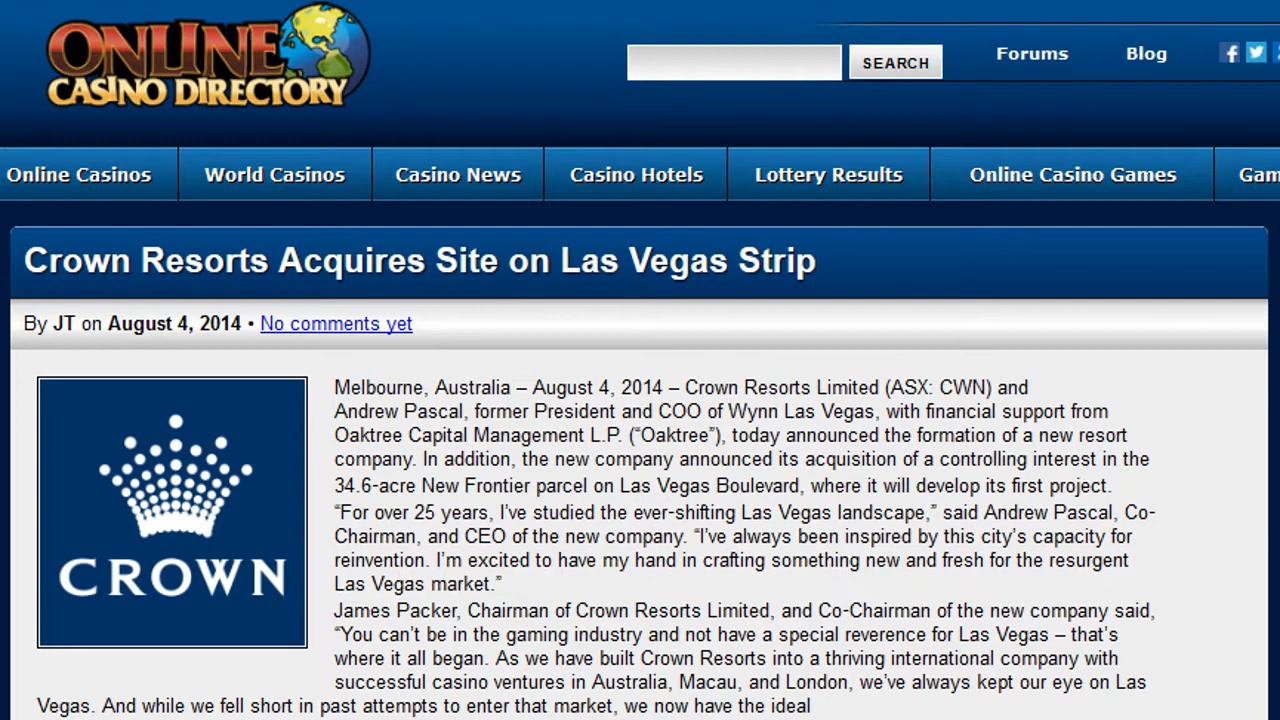 ONLINE
CASINO DIRECTORY
SEARCH
Forums
Blog
Online Casinos
World Casinos
Casino News
Casino Hotels
Lottery Results
Online Casino Games
Gam
Crown Resorts Acquires Site on Las Vegas Strip
By JT on August 4, 2014 • No comments yet
CROWN
Melbourne, Australia – August 4, 2014 – Crown Resorts Limited (ASX: CWN) and
Andrew Pascal, former President and COO of Wynn Las Vegas, with financial support from
Oaktree Capital Management L.P. (“Oaktree”), today announced the formation of a new resort
company. In addition, the new company announced its acquisition of a controlling interest in the
34.6-acre New Frontier parcel on Las Vegas Boulevard, where it will develop its first project.
“For over 25 years, I’ve studied the ever-shifting Las Vegas landscape,” said Andrew Pascal, Co-
Chairman, and CEO of the new company. “I’ve always been inspired by this city’s capacity for
reinvention. I’m excited to have my hand in crafting something new and fresh for the resurgent
Las Vegas market.”
James Packer, Chairman of Crown Resorts Limited, and Co-Chairman of the new company said,
“You can’t be in the gaming industry and not have a special reverence for Las Vegas – that’s
where it all began. As we have built Crown Resorts into a thriving international company with
successful casino ventures in Australia, Macau, and London, we’ve always kept our eye on Las
Vegas. And while we fell short in past attempts to enter that market, we now have the ideal